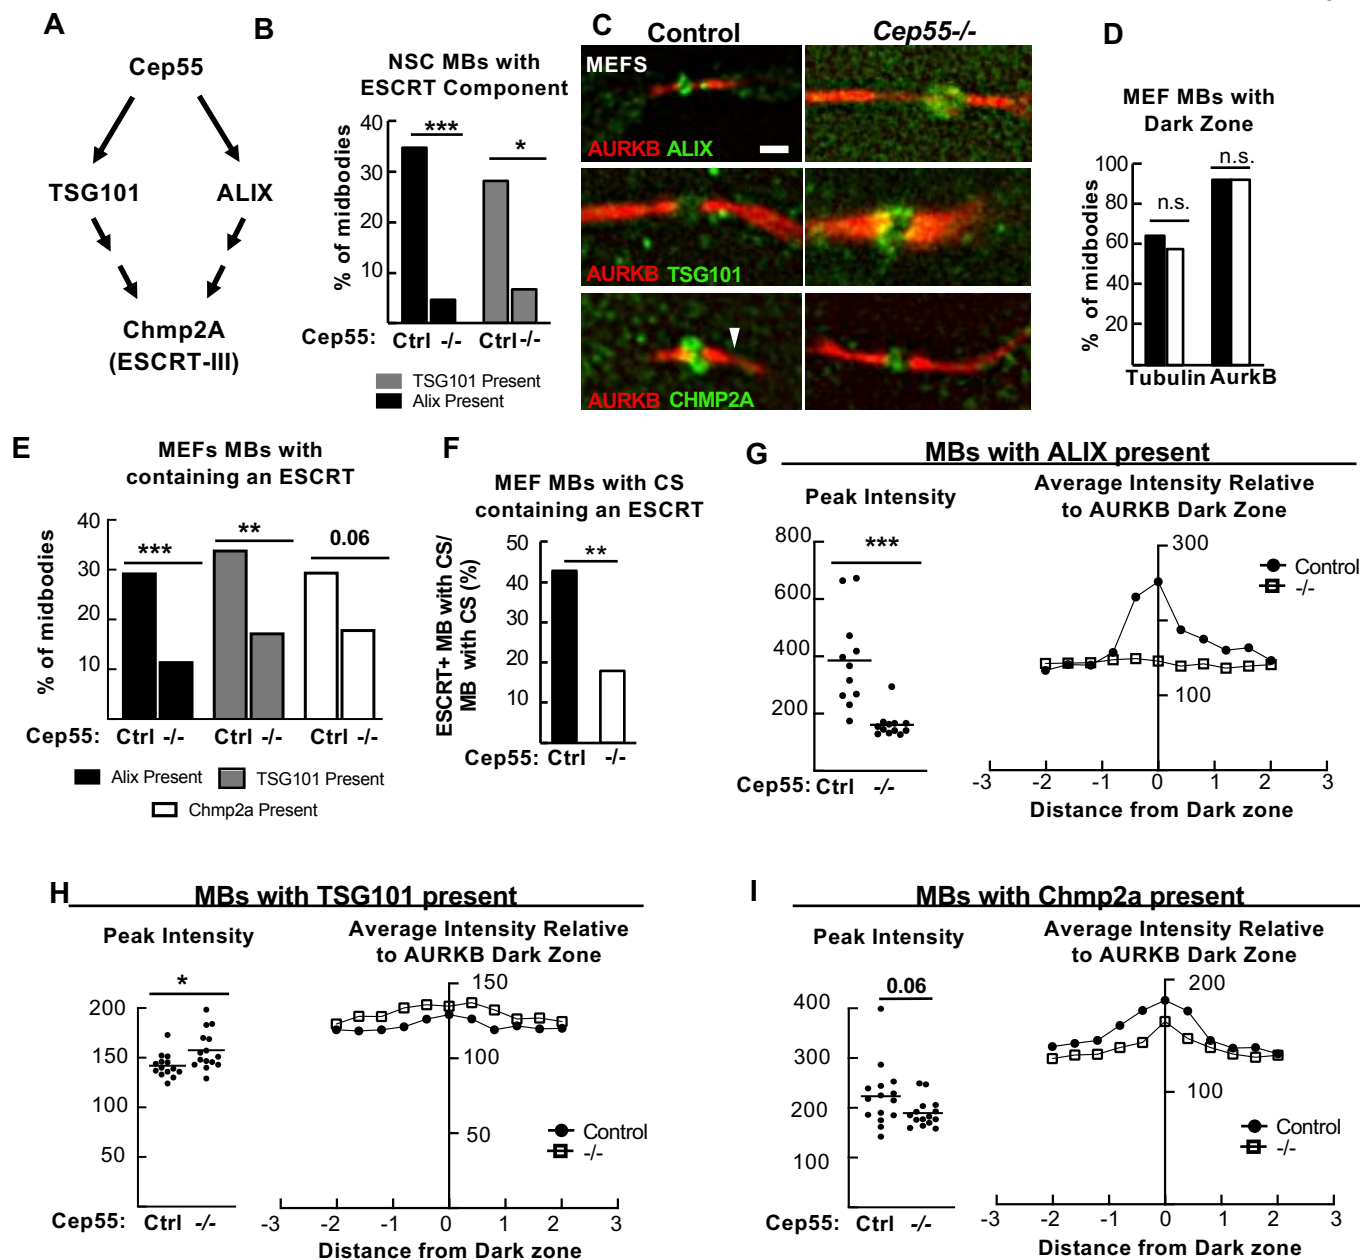 A
Cep55
TSG101 ALIX
Chmp2A
(ESCRT-III)
B
NSC MBs with
ESCRT Component
% of midbodies
40
30
20
10
***
*
Cep55: Ctrl -/- Ctrl -/-
TSG101 Present
Alix Present
C
Control Cep55-/-
MEFS
AURKB ALIX
AURKB TSG101
AURKB CHMP2A
D
MEF MBs with
Dark Zone
% of midbodies
100
80
60
40
20
n.s.
n.s.
Tubulin AurkB
E
MEFs MBs with
containing an ESCRT
% of midbodies
40
30
20
10
***
**
0.06
Cep55: Ctrl -/- Ctrl -/- Ctrl -/-
Alix Present TSG101 Present
Chmp2a Present
F
MEF MBs with CS
containing an ESCRT
ESCRT+ MB with CS/
MB with CS (%)
50
40
30
20
10
**
Cep55: Ctrl -/-
G
MBs with ALIX present
Peak Intensity
800
600
400
200
***
Cep55: Ctrl -/-
Average Intensity Relative
to AURKB Dark Zone
300
100
Control
-/-
-3 -2 -1 0 1 2 3
Distance from Dark zone
H
MBs with TSG101 present
Peak Intensity
200
150
100
50
*
Cep55: Ctrl -/-
Average Intensity Relative
to AURKB Dark Zone
150
100
50
Control
-/-
-3 -2 -1 0 1 2 3
Distance from Dark zone
I
MBs with Chmp2a present
Peak Intensity
400
300
200
100
0.06
Cep55: Ctrl -/-
Average Intensity Relative
to AURKB Dark Zone
200
100
Control
-/-
-3 -2 -1 0 1 2 3
Distance from Dark zone